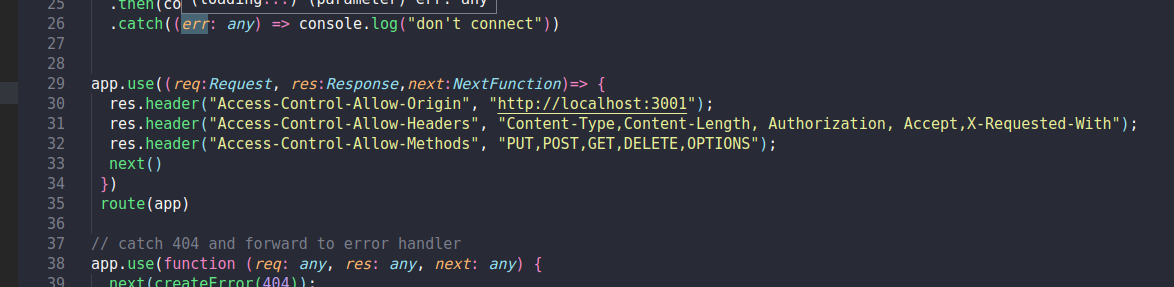 25 .then(co (loading...) (parameter) err: any
26 .catch((err: any) => console.log("don't connect"))
27
28
29 app.use((req:Request, res:Response,next:NextFunction)=> {
30 res.header("Access-Control-Allow-Origin", "http://localhost:3001");
31 res.header("Access-Control-Allow-Headers", "Content-Type,Content-Length, Authorization, Accept,X-Requested-With");
32 res.header("Access-Control-Allow-Methods", "PUT,POST,GET,DELETE,OPTIONS");
33 next()
34 })
35 route(app)
36
37 // catch 404 and forward to error handler
38 app.use(function (req: any, res: any, next: any) {
39 next(createError(404));